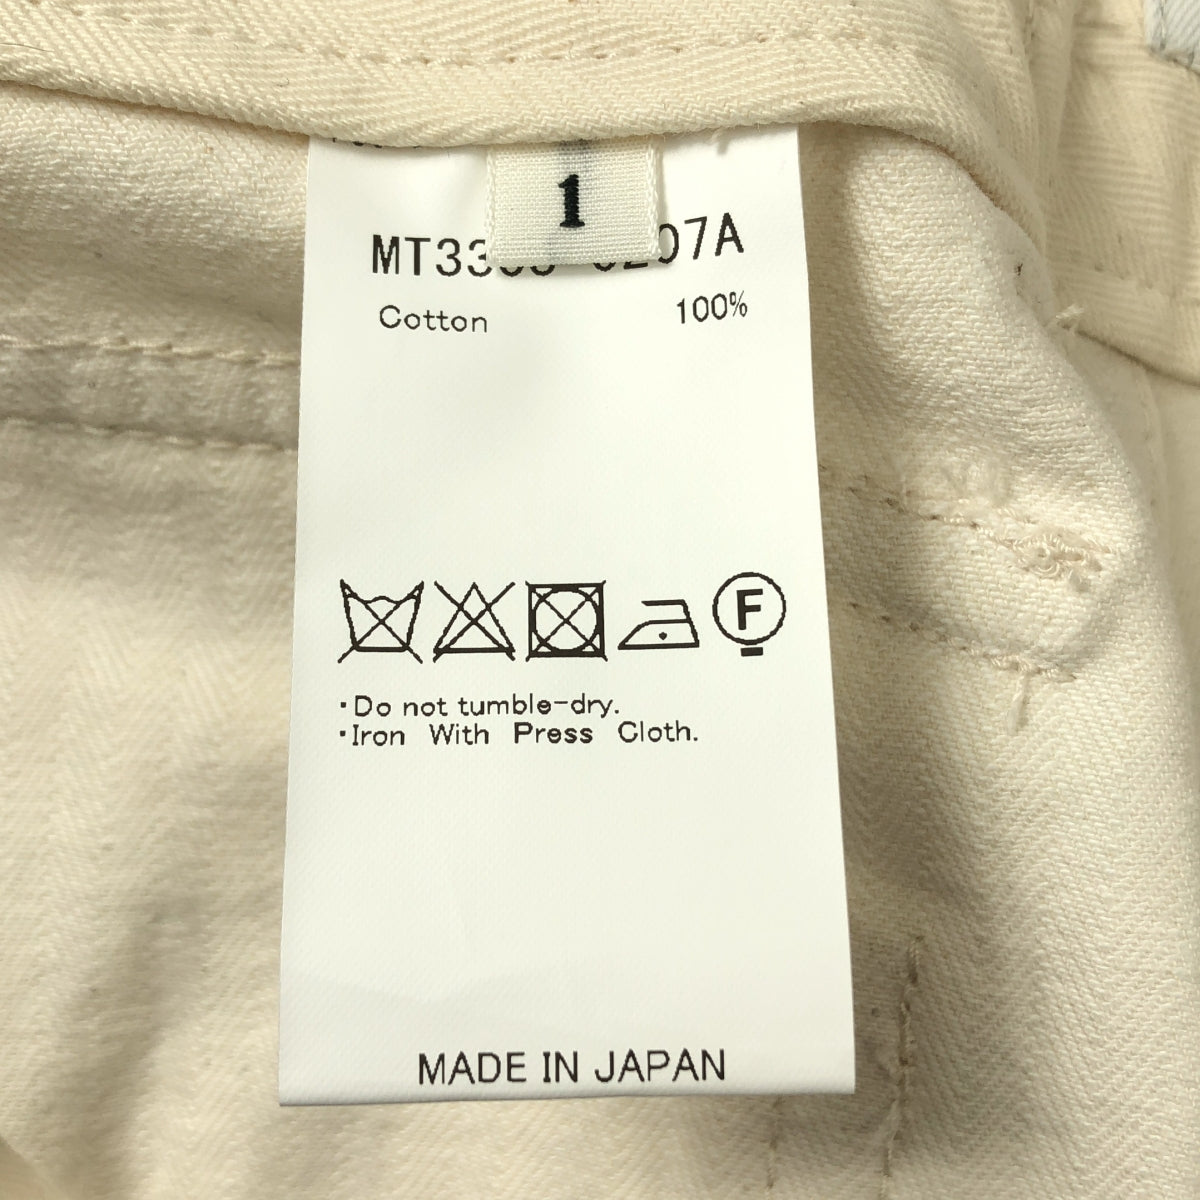 1
Cotton 100%
F
·Do not tumble-dry.
·Iron With Press Cloth.
MADE IN JAPAN